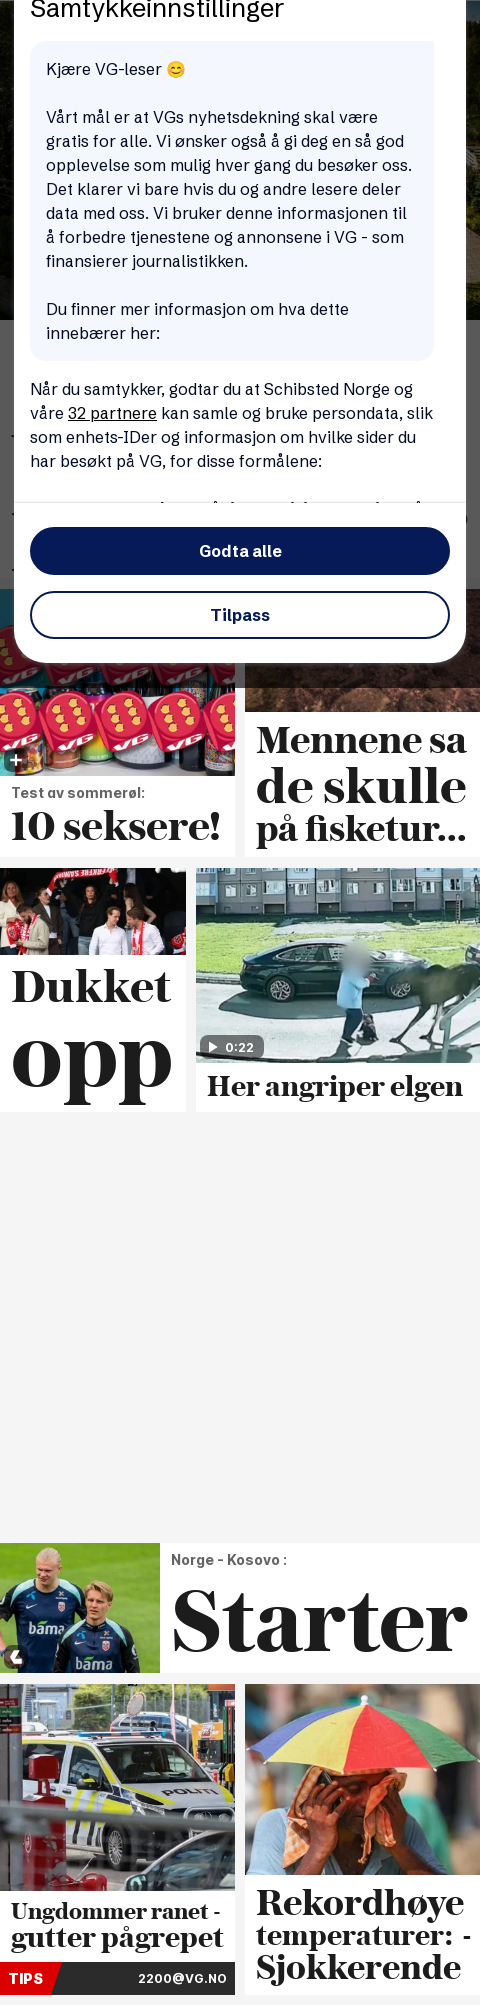 Samtykkeinnstillinger
Kjære VG-leser 😊
Vårt mål er at VGs nyhetsdekning skal være
gratis for alle. Vi ønsker også å gi deg en så god
opplevelse som mulig hver gang du besøker oss.
Det klarer vi bare hvis du og andre lesere deler
data med oss. Vi bruker denne informasjonen til
å forbedre tjenestene og annonsene i VG - som
finansierer journalistikken.
Du finner mer informasjon om hva dette
innebærer her:
Når du samtykker, godtar du at Schibsted Norge og
våre 32 partnere kan samle og bruke persondata, slik
som enhets-IDer og informasjon om hvilke sider du
har besøkt på VG, for disse formålene:
Godta alle
Tilpass
VG VG VG VG
Test av sommerøl:
10 seksere!
Mennene sa
de skulle
på fisketur...
Dukket
opp
0:22
Her angriper elgen
bama
bama
Norge - Kosovo :
Starter
POLITI
Ungdommer ranet -
gutter pågrepet
TIPS
2200@VG.NO
Rekordhøye
temperaturer: -
Sjokkerende